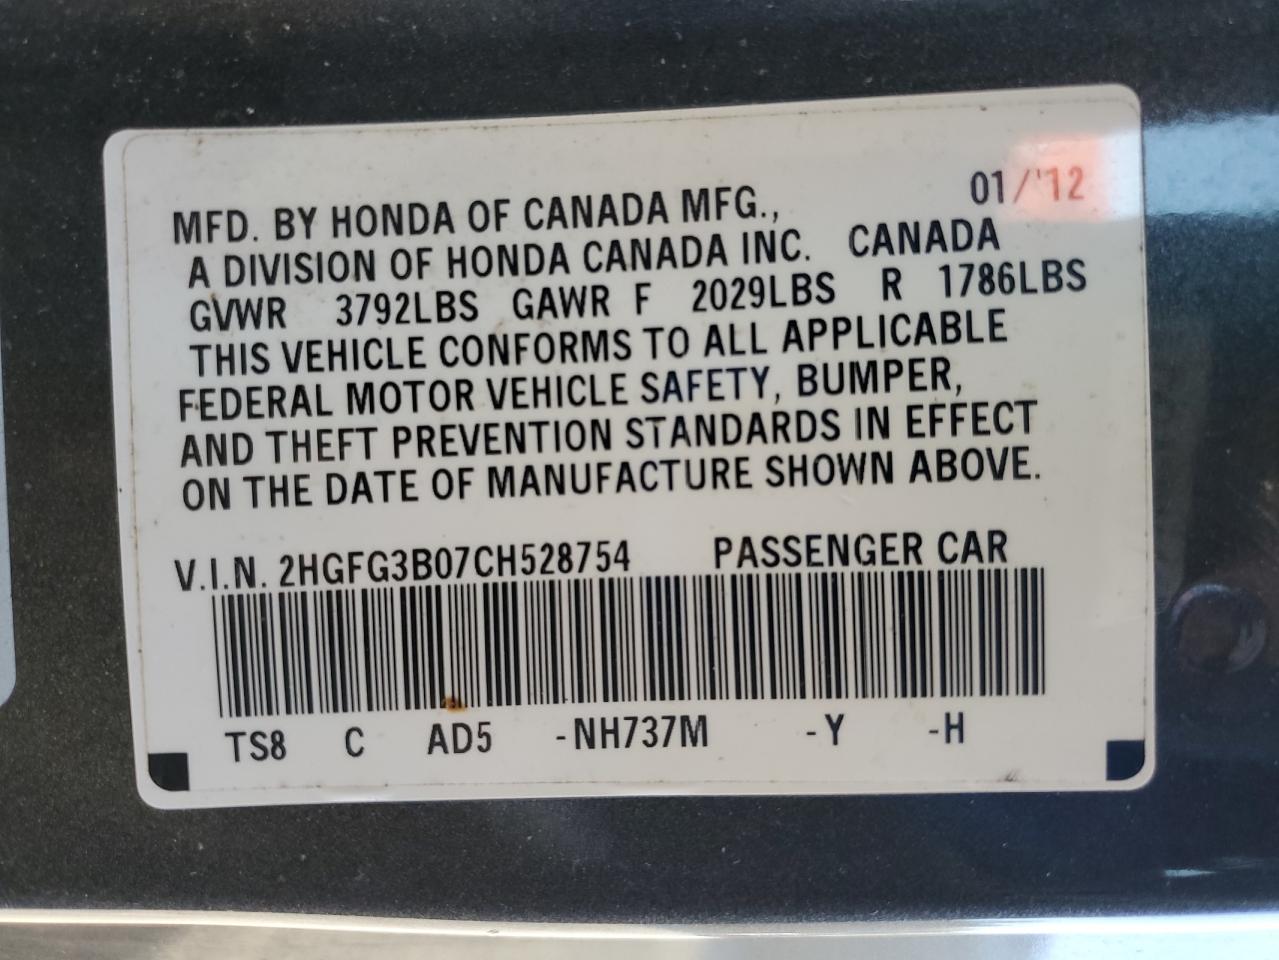 01/'12
MFD. BY HONDA OF CANADA MFG.,
A DIVISION OF HONDA CANADA INC. CANADA
GVWR 3792LBS GAWR F 2029LBS R 1786LBS
THIS VEHICLE CONFORMS TO ALL APPLICABLE
FEDERAL MOTOR VEHICLE SAFETY, BUMPER,
AND THEFT PREVENTION STANDARDS IN EFFECT
ON THE DATE OF MANUFACTURE SHOWN ABOVE.
V.I.N. 2HGFG3B07CH528754 PASSENGER CAR
TS8 C AD5 -NH737M -Y -H